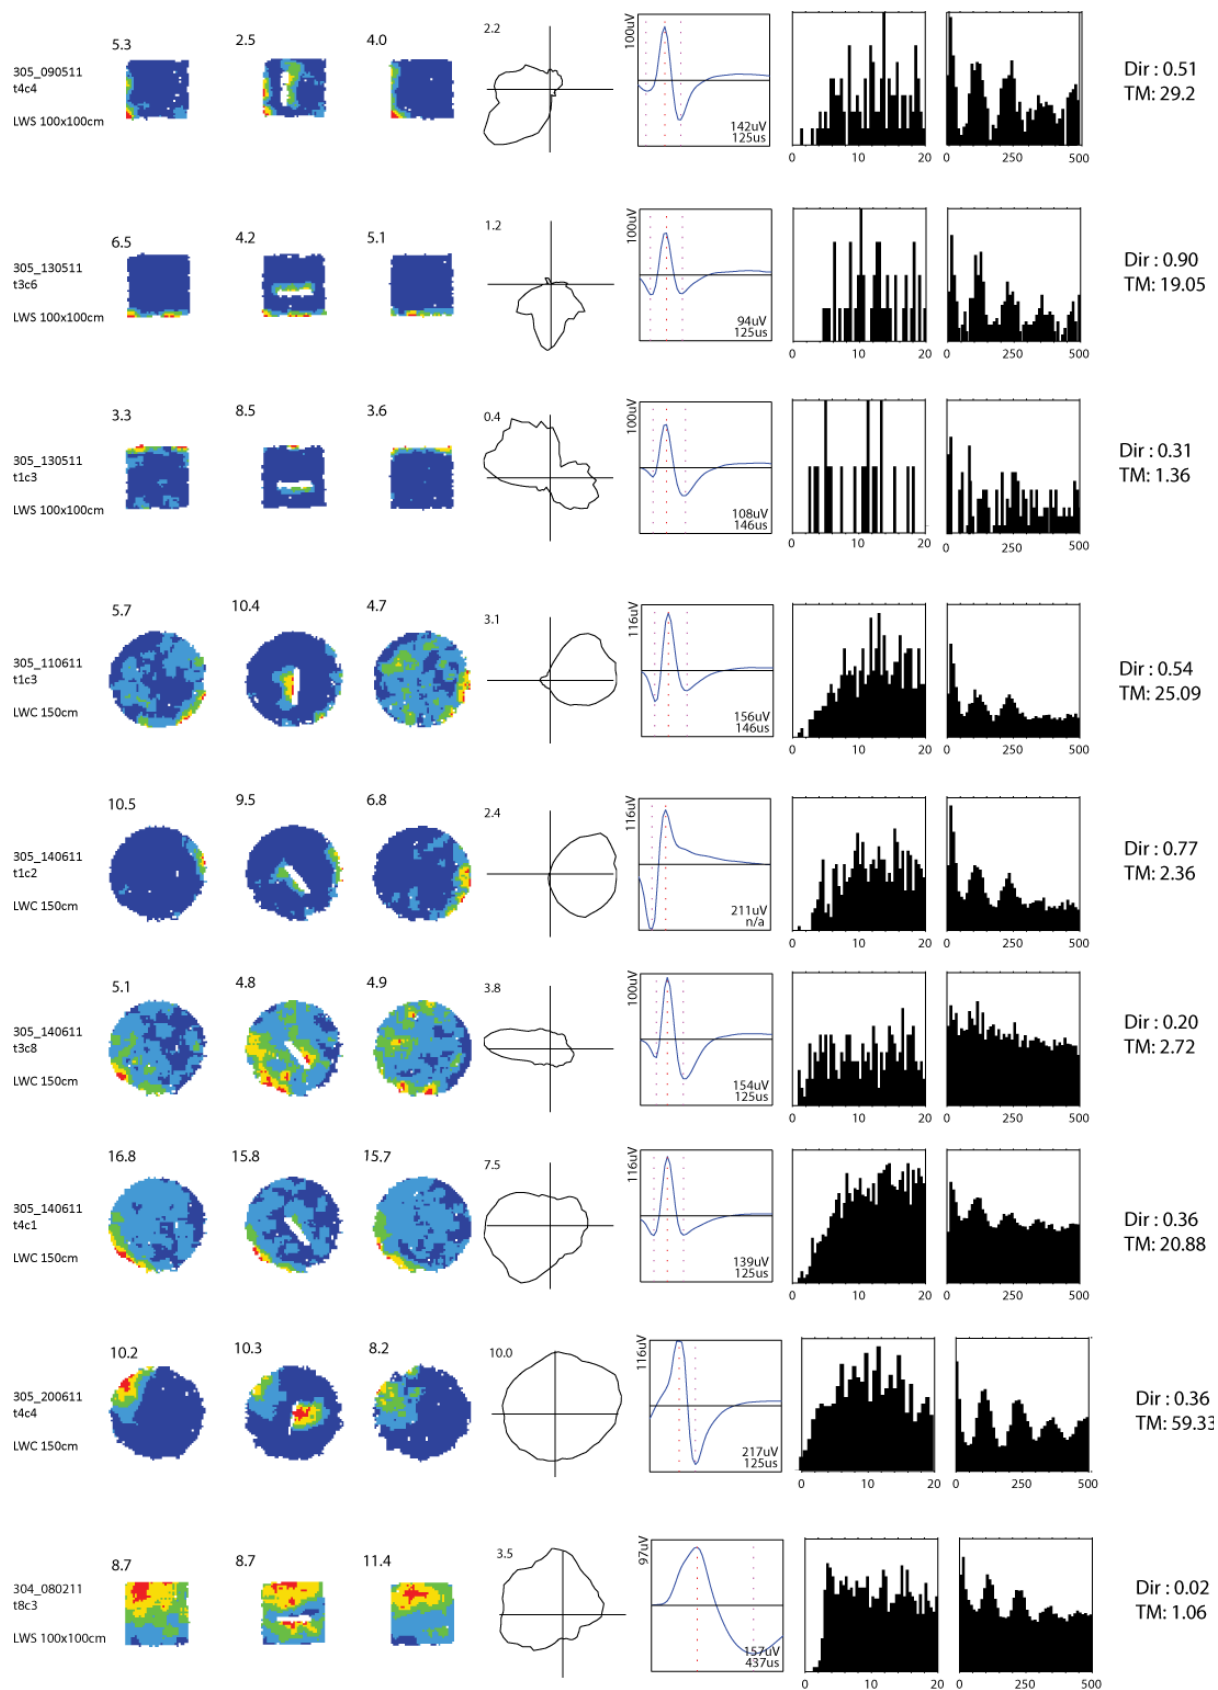 5.3 2.5 4.0 2.2
305_090511
t4c4
LWS 100x100cm
100uV
142uV
125us
0 10 20
0 250 500
Dir : 0.51
TM: 29.2
6.5 4.2 5.1 1.2
305_130511
t3c6
LWS 100x100cm
100uV
94uV
125us
0 10 20
0 250 500
Dir : 0.90
TM: 19.05
3.3 8.5 3.6 0.4
305_130511
t1c3
LWS 100x100cm
100uV
108uV
146us
0 10 20
0 250 500
Dir : 0.31
TM: 1.36
5.7 10.4 4.7 3.1
305_110611
t1c3
LWC 150cm
116uV
156uV
146us
0 10 20
0 250 500
Dir : 0.54
TM: 25.09
10.5 9.5 6.8 2.4
305_140611
t1c2
LWC 150cm
116uV
211uV
n/a
0 10 20
0 250 500
Dir : 0.77
TM: 2.36
5.1 4.8 4.9 3.8
305_140611
t3c8
LWC 150cm
100uV
154uV
125us
0 10 20
0 250 500
Dir : 0.20
TM: 2.72
16.8 15.8 15.7 7.5
305_140611
t4c1
LWC 150cm
116uV
139uV
125us
0 10 20
0 250 500
Dir : 0.36
TM: 20.88
10.2 10.3 8.2 10.0
305_200611
t4c4
LWC 150cm
116uV
217uV
125us
0 10 20
0 250 500
Dir : 0.36
TM: 59.33
8.7 8.7 11.4 3.5
304_080211
t8c3
LWS 100x100cm
97uV
157uV
437us
0 10 20
0 250 500
Dir : 0.02
TM: 1.06